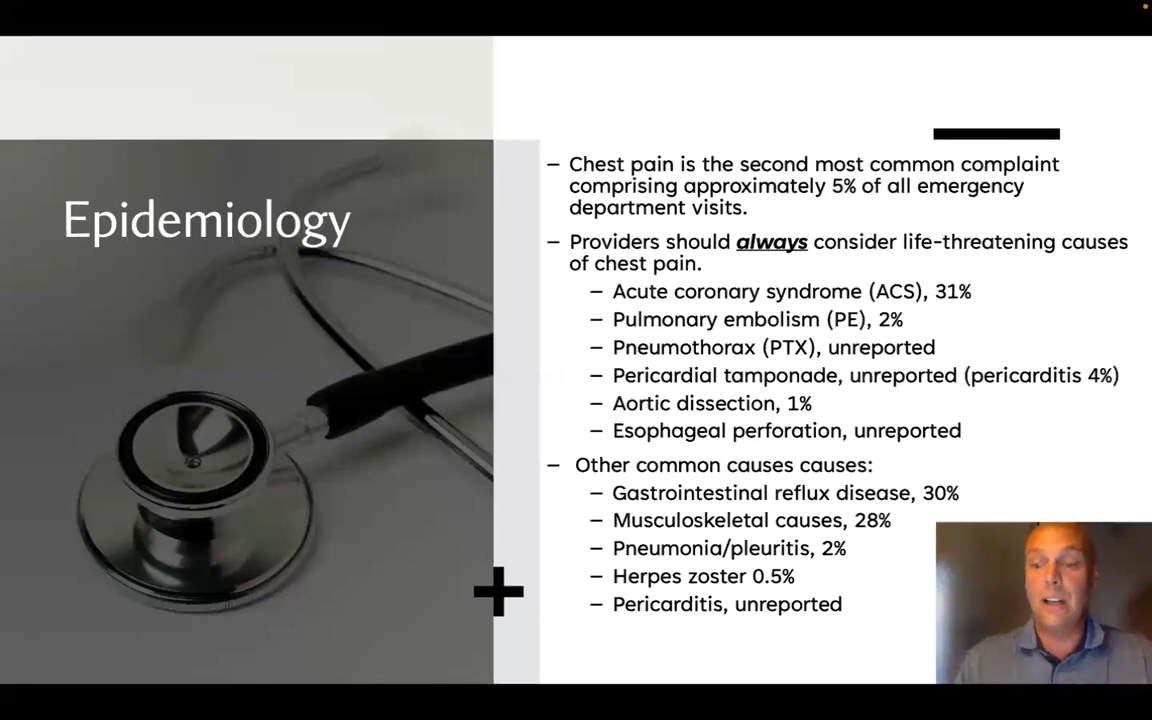 Epidemiology
– Chest pain is the second most common complaint
comprising approximately 5% of all emergency
department visits.
– Providers should always consider life-threatening causes
of chest pain.
– Acute coronary syndrome (ACS), 31%
– Pulmonary embolism (PE), 2%
– Pneumothorax (PTX), unreported
– Pericardial tamponade, unreported (pericarditis 4%)
– Aortic dissection, 1%
– Esophageal perforation, unreported
– Other common causes causes:
– Gastrointestinal reflux disease, 30%
– Musculoskeletal causes, 28%
– Pneumonia/pleuritis, 2%
– Herpes zoster 0.5%
– Pericarditis, unreported